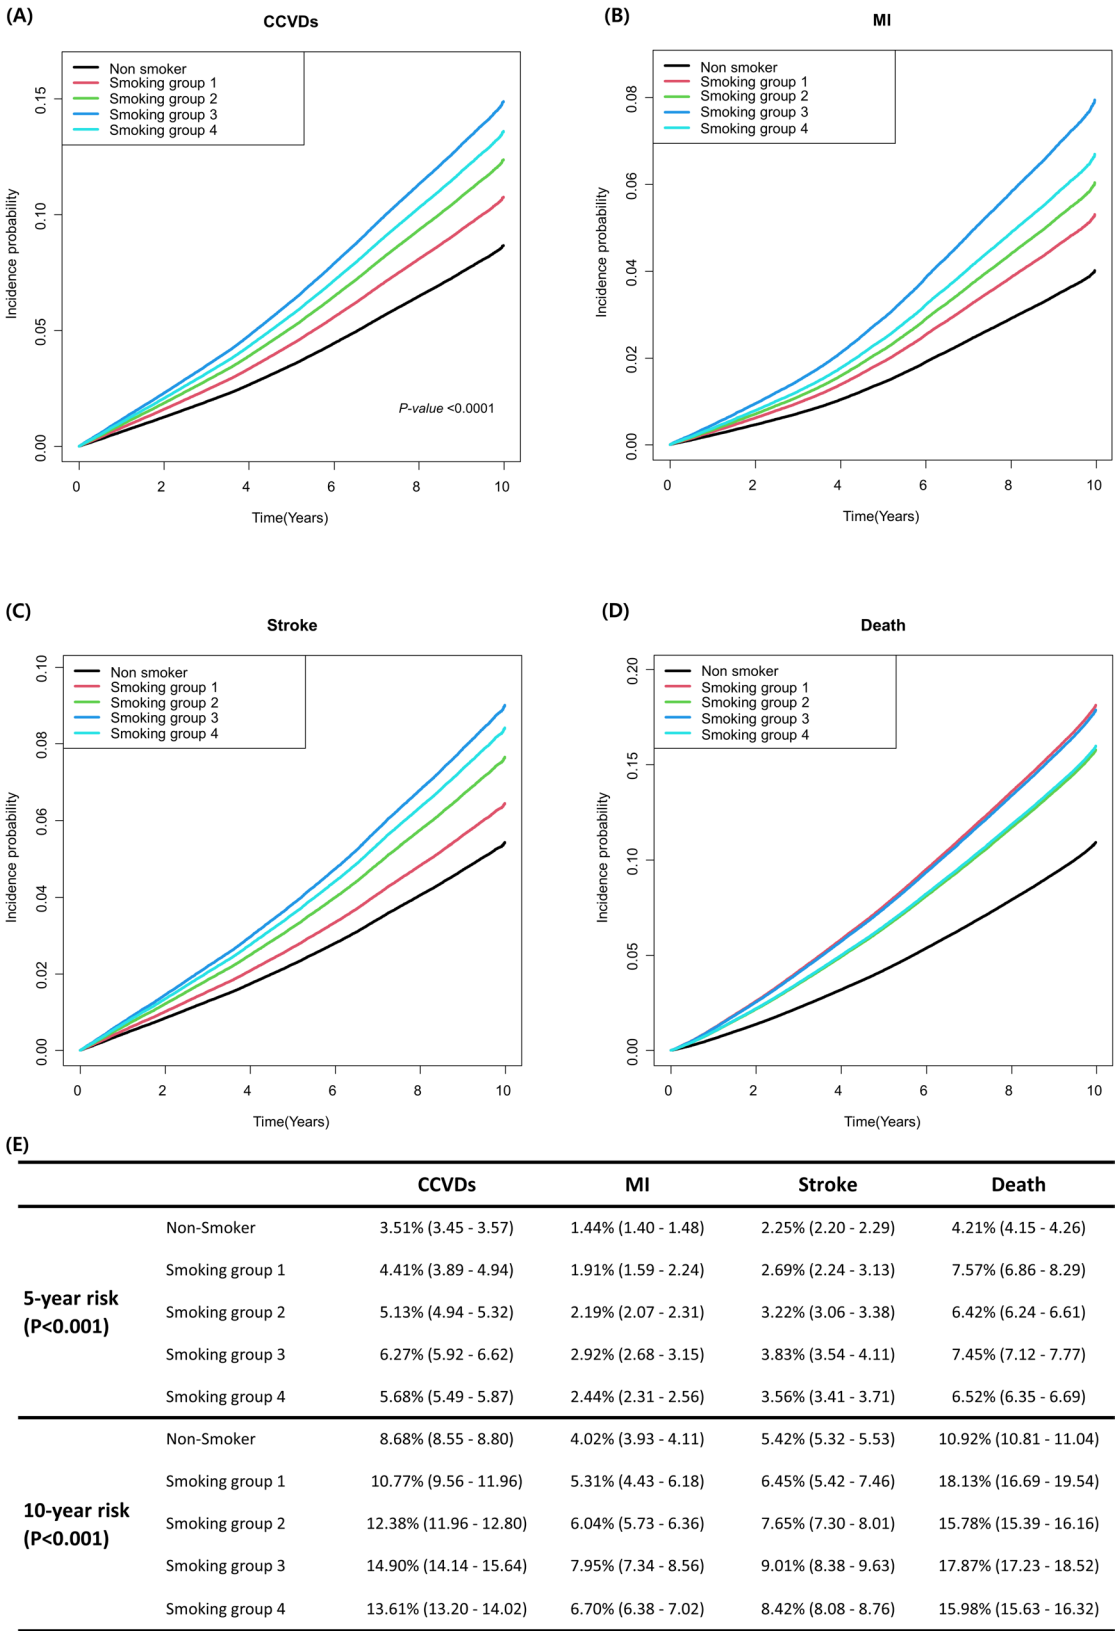 (A)
CCVDs
Non smoker
Smoking group 1
Smoking group 2
Smoking group 3
Smoking group 4
Incidence probability
0.15
0.10
0.05
0.00
P-value <0.0001
0 2 4 6 8 10
Time(Years)
(B)
MI
Non smoker
Smoking group 1
Smoking group 2
Smoking group 3
Smoking group 4
Incidence probability
0.08
0.06
0.04
0.02
0.00
0 2 4 6 8 10
Time(Years)
(C)
Stroke
Non smoker
Smoking group 1
Smoking group 2
Smoking group 3
Smoking group 4
Incidence probability
0.10
0.08
0.06
0.04
0.02
0.00
0 2 4 6 8 10
Time(Years)
(D)
Death
Non smoker
Smoking group 1
Smoking group 2
Smoking group 3
Smoking group 4
Incidence probability
0.20
0.15
0.10
0.05
0.00
0 2 4 6 8 10
Time(Years)
(E)
CCVDs MI Stroke Death
5-year risk
(P<0.001)
Non-Smoker 3.51% (3.45 - 3.57) 1.44% (1.40 - 1.48) 2.25% (2.20 - 2.29) 4.21% (4.15 - 4.26)
Smoking group 1 4.41% (3.89 - 4.94) 1.91% (1.59 - 2.24) 2.69% (2.24 - 3.13) 7.57% (6.86 - 8.29)
Smoking group 2 5.13% (4.94 - 5.32) 2.19% (2.07 - 2.31) 3.22% (3.06 - 3.38) 6.42% (6.24 - 6.61)
Smoking group 3 6.27% (5.92 - 6.62) 2.92% (2.68 - 3.15) 3.83% (3.54 - 4.11) 7.45% (7.12 - 7.77)
Smoking group 4 5.68% (5.49 - 5.87) 2.44% (2.31 - 2.56) 3.56% (3.41 - 3.71) 6.52% (6.35 - 6.69)
10-year risk
(P<0.001)
Non-Smoker 8.68% (8.55 - 8.80) 4.02% (3.93 - 4.11) 5.42% (5.32 - 5.53) 10.92% (10.81 - 11.04)
Smoking group 1 10.77% (9.56 - 11.96) 5.31% (4.43 - 6.18) 6.45% (5.42 - 7.46) 18.13% (16.69 - 19.54)
Smoking group 2 12.38% (11.96 - 12.80) 6.04% (5.73 - 6.36) 7.65% (7.30 - 8.01) 15.78% (15.39 - 16.16)
Smoking group 3 14.90% (14.14 - 15.64) 7.95% (7.34 - 8.56) 9.01% (8.38 - 9.63) 17.87% (17.23 - 18.52)
Smoking group 4 13.61% (13.20 - 14.02) 6.70% (6.38 - 7.02) 8.42% (8.08 - 8.76) 15.98% (15.63 - 16.32)